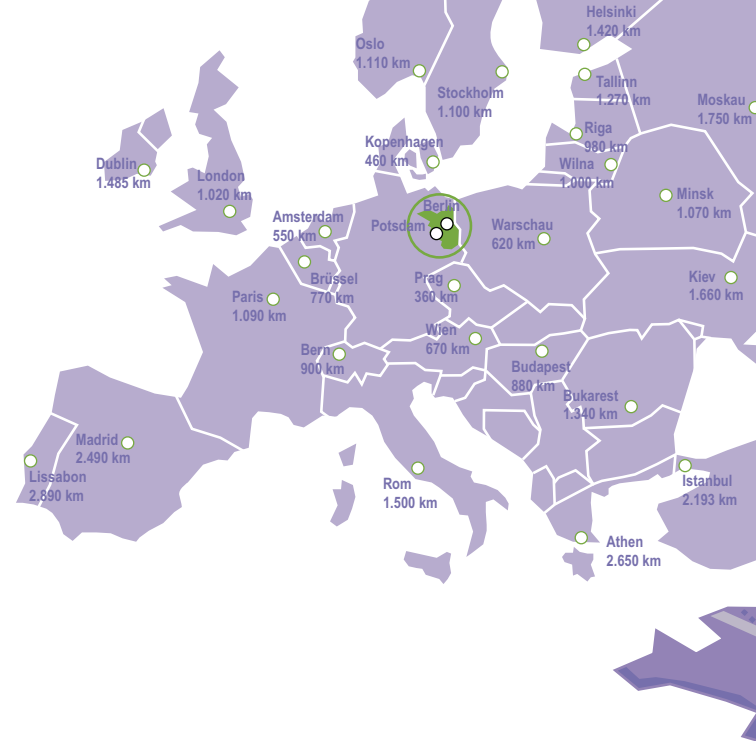 Helsinki
1.420 km
Oslo
1.110 km
Stockholm
1.100 km
Tallinn
1.270 km
Moskau
1.750 km
Riga
980 km
Kopenhagen
460 km
Wilna
1.000 km
Dublin
1.485 km
London
1.020 km
Minsk
1.070 km
Amsterdam
550 km
Berlin
Potsdam
Warschau
620 km
Brüssel
770 km
Prag
360 km
Kiev
1.660 km
Paris
1.090 km
Wien
670 km
Bern
900 km
Budapest
880 km
Bukarest
1.340 km
Madrid
2.490 km
Lissabon
2.890 km
Rom
1.500 km
Istanbul
2.193 km
Athen
2.650 km